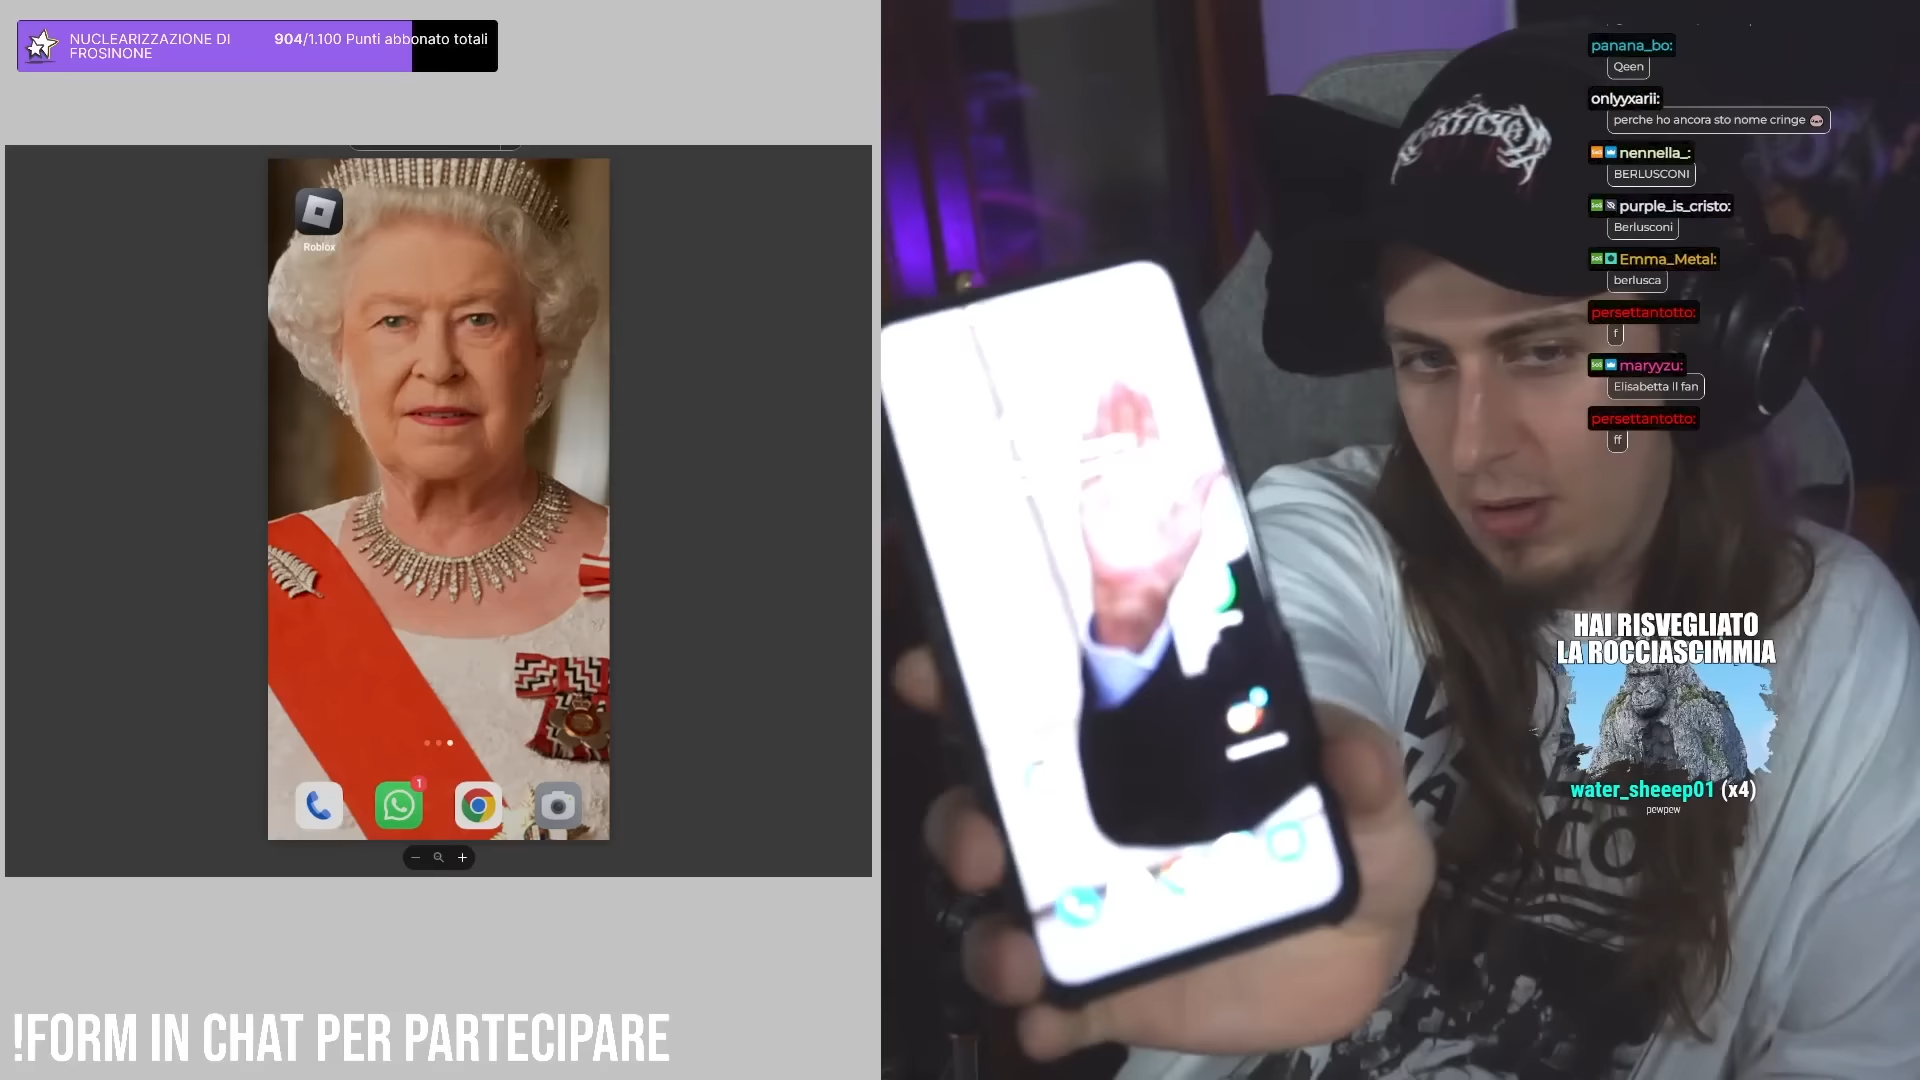 NUCLEARIZZAZIONE DI
FROSINONE
904/1.100 Punti abbonato totali
Roblox
1
!FORM IN CHAT PER PARTECIPARE
panana_bo:
Qeen
onlyyxarii:
perche ho ancora sto nome cringe
nennella_:
BERLUSCONI
purple_is_cristo:
Berlusconi
Emma_Metal:
berlusca
persettantotto:
f
maryyzu:
Elisabetta II fan
persettantotto:
ff
HAI RISVEGLIATO
LA ROCCIASCIMMIA
water_sheeep01 (x4)
pewpew